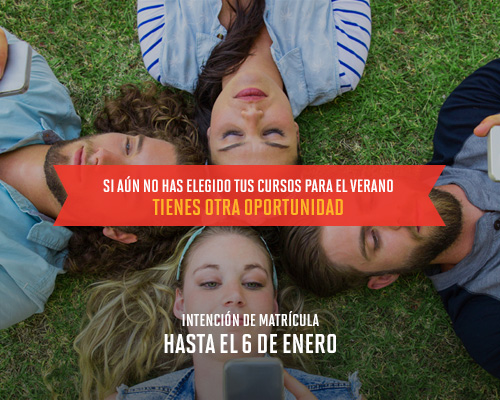 SI AÚN NO HAS ELEGIDO TUS CURSOS PARA EL VERANO
TIENES OTRA OPORTUNIDAD
INTENCIÓN DE MATRÍCULA
HASTA EL 6 DE ENERO